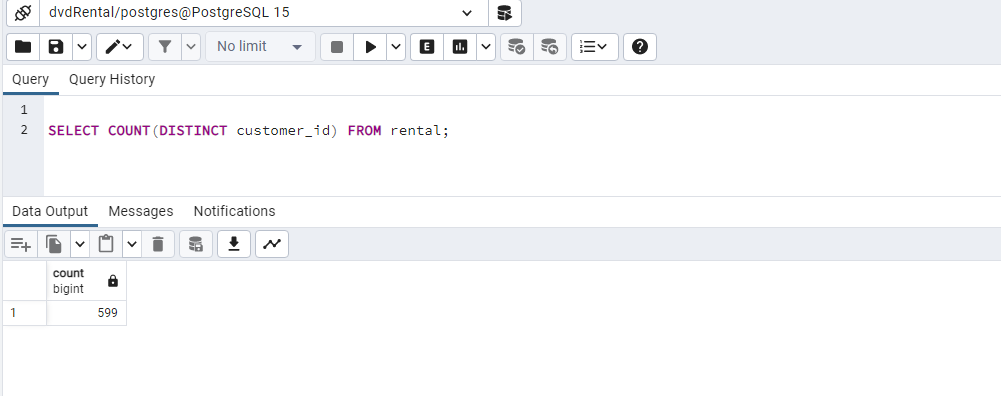 dvdRental/postgres@PostgreSQL 15
No limit
E
Query Query History
1
2 SELECT COUNT(DISTINCT customer_id) FROM rental;
Data Output Messages Notifications
count
bigint
1 599